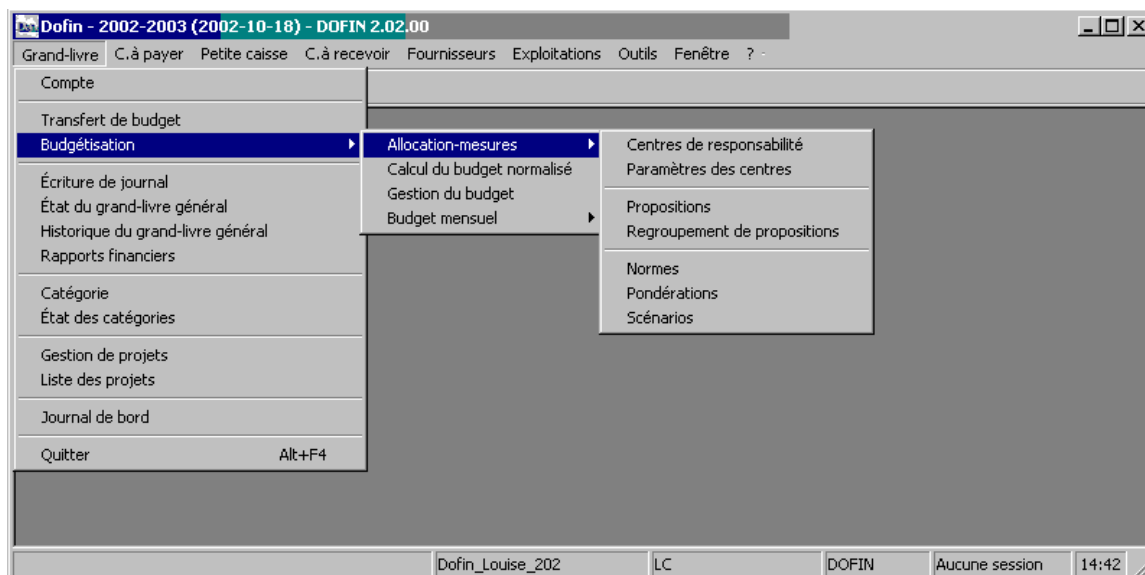 Dofin - 2002-2003 (2002-10-18) - DOFIN 2.02.00
Grand-livre C.à payer Petite caisse C.à recevoir Fournisseurs Exploitations Outils Fenêtre ?
Compte
Transfert de budget
Budgétisation
Écriture de journal
État du grand-livre général
Historique du grand-livre général
Rapports financiers
Catégorie
État des catégories
Gestion de projets
Liste des projets
Journal de bord
Quitter Alt+F4
Allocation-mesures
Calcul du budget normalisé
Gestion du budget
Budget mensuel
Centres de responsabilité
Paramètres des centres
Propositions
Regroupement de propositions
Normes
Pondérations
Scénarios
Dofin_Louise_202 LC DOFIN Aucune session 14:42